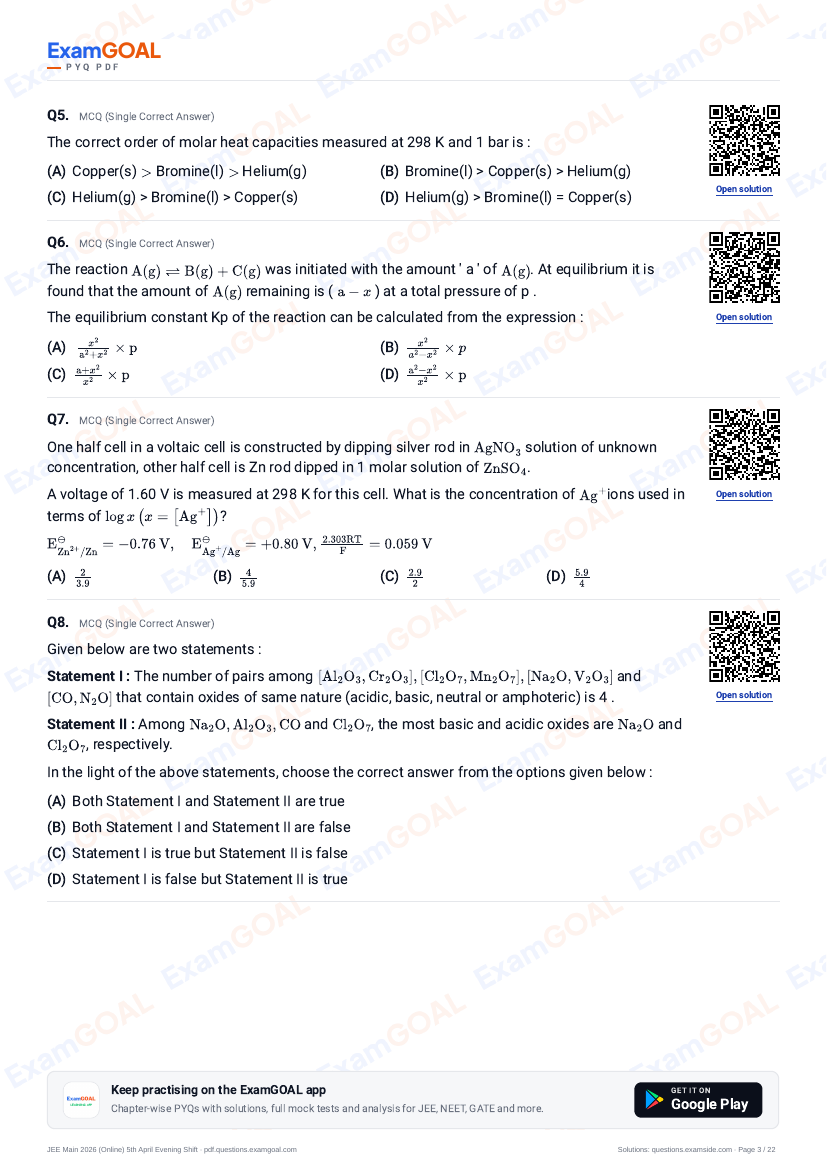 ExamGOAL
PYQ PDF
Q5. MCQ (Single Correct Answer)
The correct order of molar heat capacities measured at 298 K and 1 bar is :
(A) Copper(s) > Bromine(l) > Helium(g)
(B) Bromine(l) > Copper(s) > Helium(g)
(C) Helium(g) > Bromine(l) > Copper(s)
(D) Helium(g) > Bromine(l) = Copper(s)
Open solution
Q6. MCQ (Single Correct Answer)
The reaction A(g) ⇌ B(g) + C(g) was initiated with the amount ' a ' of A(g). At equilibrium it is
found that the amount of A(g) remaining is ( a − x ) at a total pressure of p .
The equilibrium constant Kp of the reaction can be calculated from the expression :
(A) x²/(a²+x²) × p
(B) x²/(a²−x²) × p
(C) (a+x²)/x² × p
(D) (a²−x²)/x² × p
Open solution
Q7. MCQ (Single Correct Answer)
One half cell in a voltaic cell is constructed by dipping silver rod in AgNO₃ solution of unknown
concentration, other half cell is Zn rod dipped in 1 molar solution of ZnSO₄.
A voltage of 1.60 V is measured at 298 K for this cell. What is the concentration of Ag⁺ions used in
terms of log x (x = [Ag⁺])?
E⊖ Zn²⁺/Zn = −0.76 V, E⊖ Ag⁺/Ag = +0.80 V, 2.303RT/F = 0.059 V
(A) 2/3.9
(B) 4/5.9
(C) 2.9/2
(D) 5.9/4
Open solution
Q8. MCQ (Single Correct Answer)
Given below are two statements :
Statement I : The number of pairs among [Al₂O₃, Cr₂O₃], [Cl₂O₇, Mn₂O₇], [Na₂O, V₂O₃] and
[CO, N₂O] that contain oxides of same nature (acidic, basic, neutral or amphoteric) is 4 .
Statement II : Among Na₂O, Al₂O₃, CO and Cl₂O₇, the most basic and acidic oxides are Na₂O and
Cl₂O₇, respectively.
In the light of the above statements, choose the correct answer from the options given below :
(A) Both Statement I and Statement II are true
(B) Both Statement I and Statement II are false
(C) Statement I is true but Statement II is false
(D) Statement I is false but Statement II is true
Open solution
ExamGOAL
Keep practising on the ExamGOAL app
Chapter-wise PYQs with solutions, full mock tests and analysis for JEE, NEET, GATE and more.
GET IT ON
Google Play
JEE Main 2026 (Online) 5th April Evening Shift · pdf.questions.examgoal.com
Solutions: questions.examside.com · Page 3 / 22